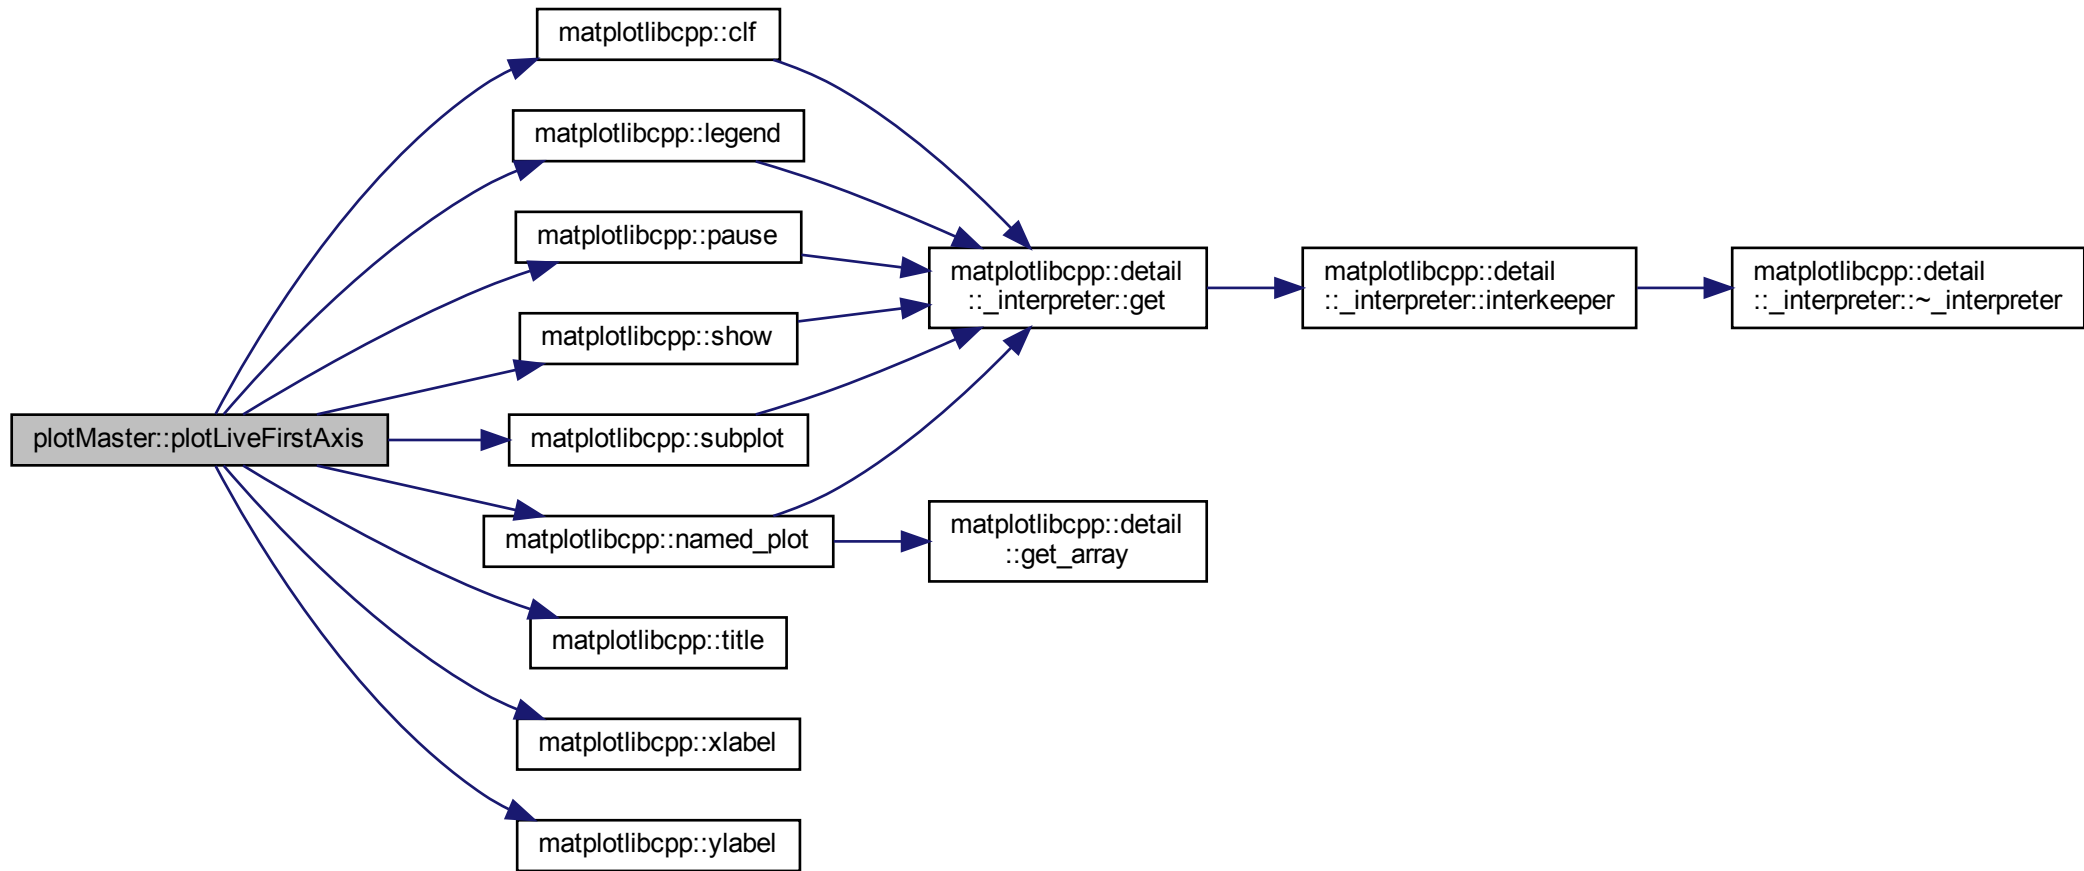 matplotlibcpp::clf
matplotlibcpp::legend
matplotlibcpp::pause
matplotlibcpp::detail
::_interpreter::get
matplotlibcpp::detail
::_interpreter::interkeeper
matplotlibcpp::detail
::_interpreter::~_interpreter
matplotlibcpp::show
plotMaster::plotLiveFirstAxis
matplotlibcpp::subplot
matplotlibcpp::named_plot
matplotlibcpp::detail
::get_array
matplotlibcpp::title
matplotlibcpp::xlabel
matplotlibcpp::ylabel